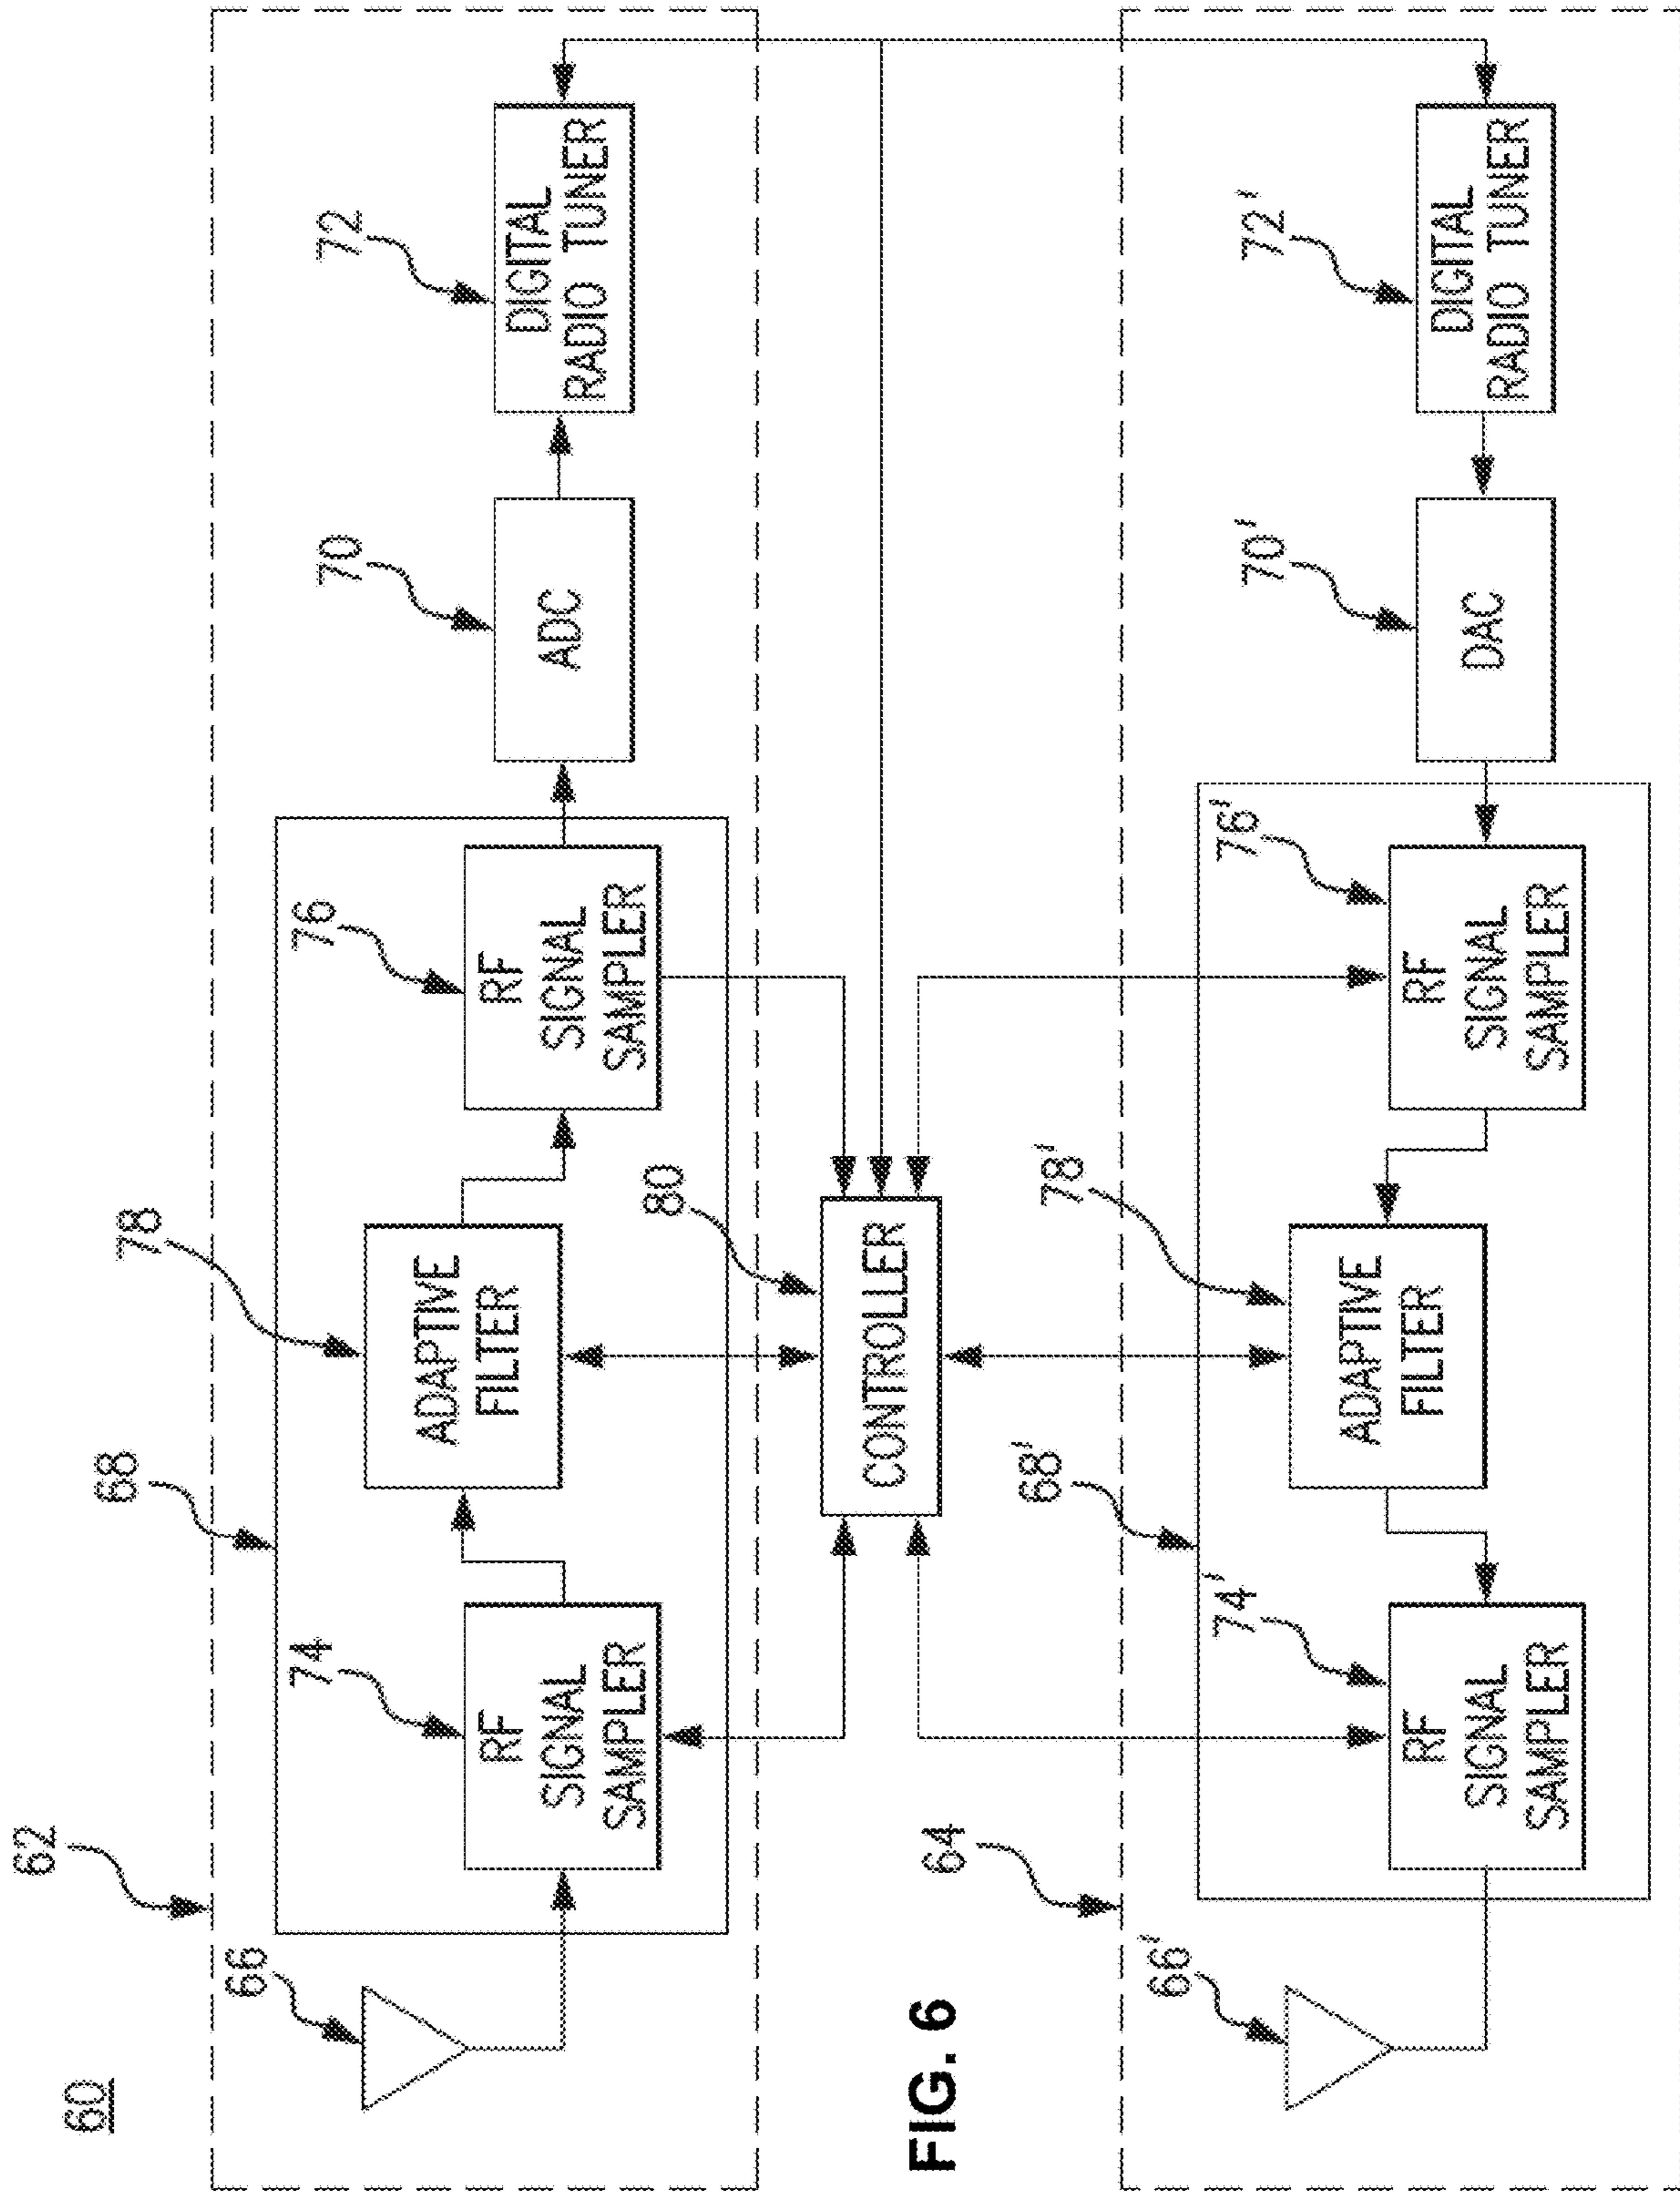 60
62
68
78
66
74
RF
SIGNAL
SAMPLER
ADAPTIVE
FILTER
76
RF
SIGNAL
SAMPLER
70
ADC
72
DIGITAL
RADIO TUNER
80
CONTROLLER
FIG. 6
64
68'
78'
66'
74'
RF
SIGNAL
SAMPLER
ADAPTIVE
FILTER
76'
RF
SIGNAL
SAMPLER
70'
DAC
72'
DIGITAL
RADIO TUNER